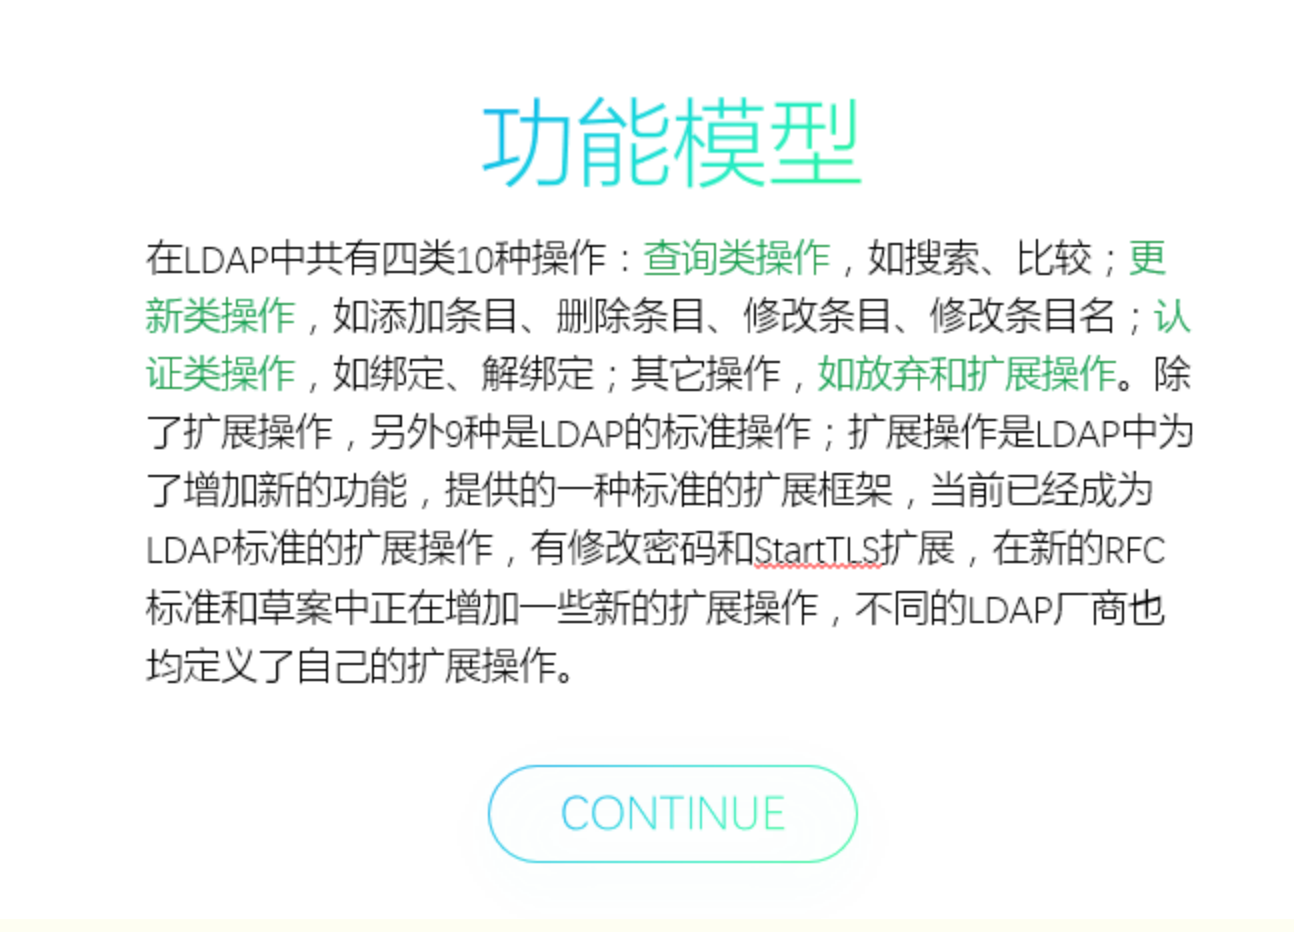 功能模型
在LDAP中共有四类10种操作：查询类操作，如搜索、比较；更
新类操作，如添加条目、删除条目、修改条目、修改条目名；认
证类操作，如绑定、解绑定；其它操作，如放弃和扩展操作。除
了扩展操作，另外9种是LDAP的标准操作；扩展操作是LDAP中为
了增加新的功能，提供的一种标准的扩展框架，当前已经成为
LDAP标准的扩展操作，有修改密码和StartTLS扩展，在新的RFC
标准和草案中正在增加一些新的扩展操作，不同的LDAP厂商也
均定义了自己的扩展操作。
CONTINUE